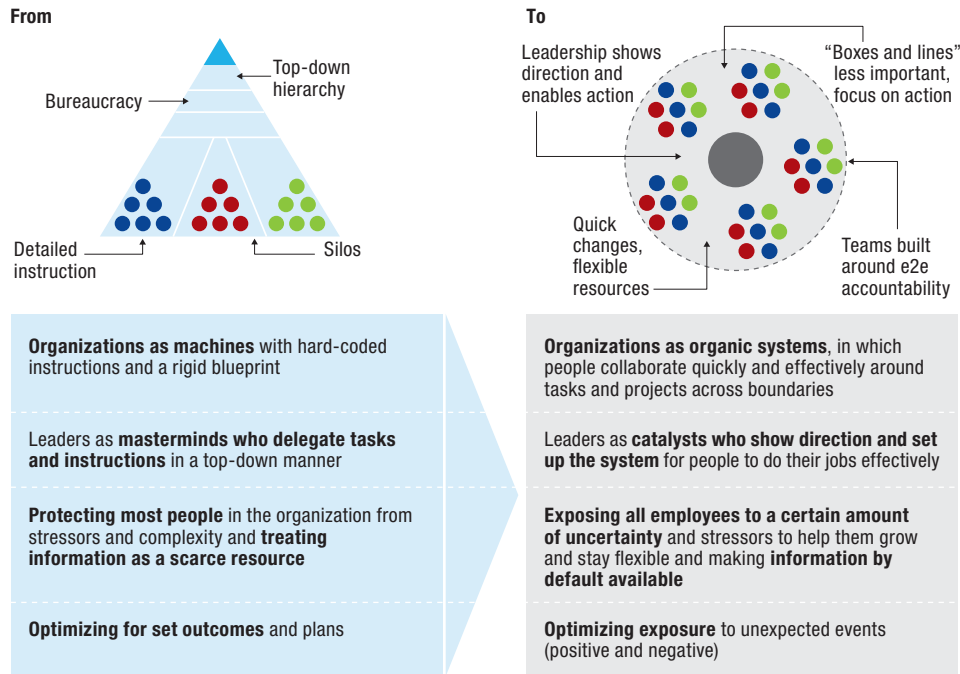 From
Top-down
hierarchy
Bureaucracy
Detailed
instruction
Silos
To
Leadership shows
direction and
enables action
“Boxes and lines”
less important,
focus on action
Quick
changes,
flexible
resources
Teams built
around e2e
accountability
Organizations as machines with hard-coded
instructions and a rigid blueprint
Leaders as masterminds who delegate tasks
and instructions in a top-down manner
Protecting most people in the organization from
stressors and complexity and treating
information as a scarce resource
Optimizing for set outcomes and plans
Organizations as organic systems, in which
people collaborate quickly and effectively around
tasks and projects across boundaries
Leaders as catalysts who show direction and set
up the system for people to do their jobs effectively
Exposing all employees to a certain amount
of uncertainty and stressors to help them grow
and stay flexible and making information by
default available
Optimizing exposure to unexpected events
(positive and negative)